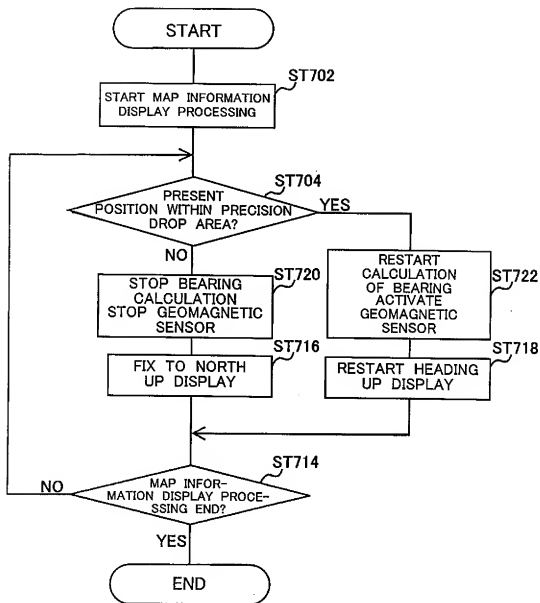 START
ST702
START MAP INFORMATION
DISPLAY PROCESSING
ST704
PRESENT
POSITION WITHIN PRECISION
DROP AREA?
YES
NO
ST720
STOP BEARING
CALCULATION
STOP GEOMAGNETIC
SENSOR
RESTART
CALCULATION
OF BEARING
ACTIVATE
GEOMAGNETIC
SENSOR
ST722
ST716
FIX TO NORTH
UP DISPLAY
ST718
RESTART HEADING
UP DISPLAY
ST714
MAP INFOR-
MATION DISPLAY PROCE-
SSING END?
NO
YES
END